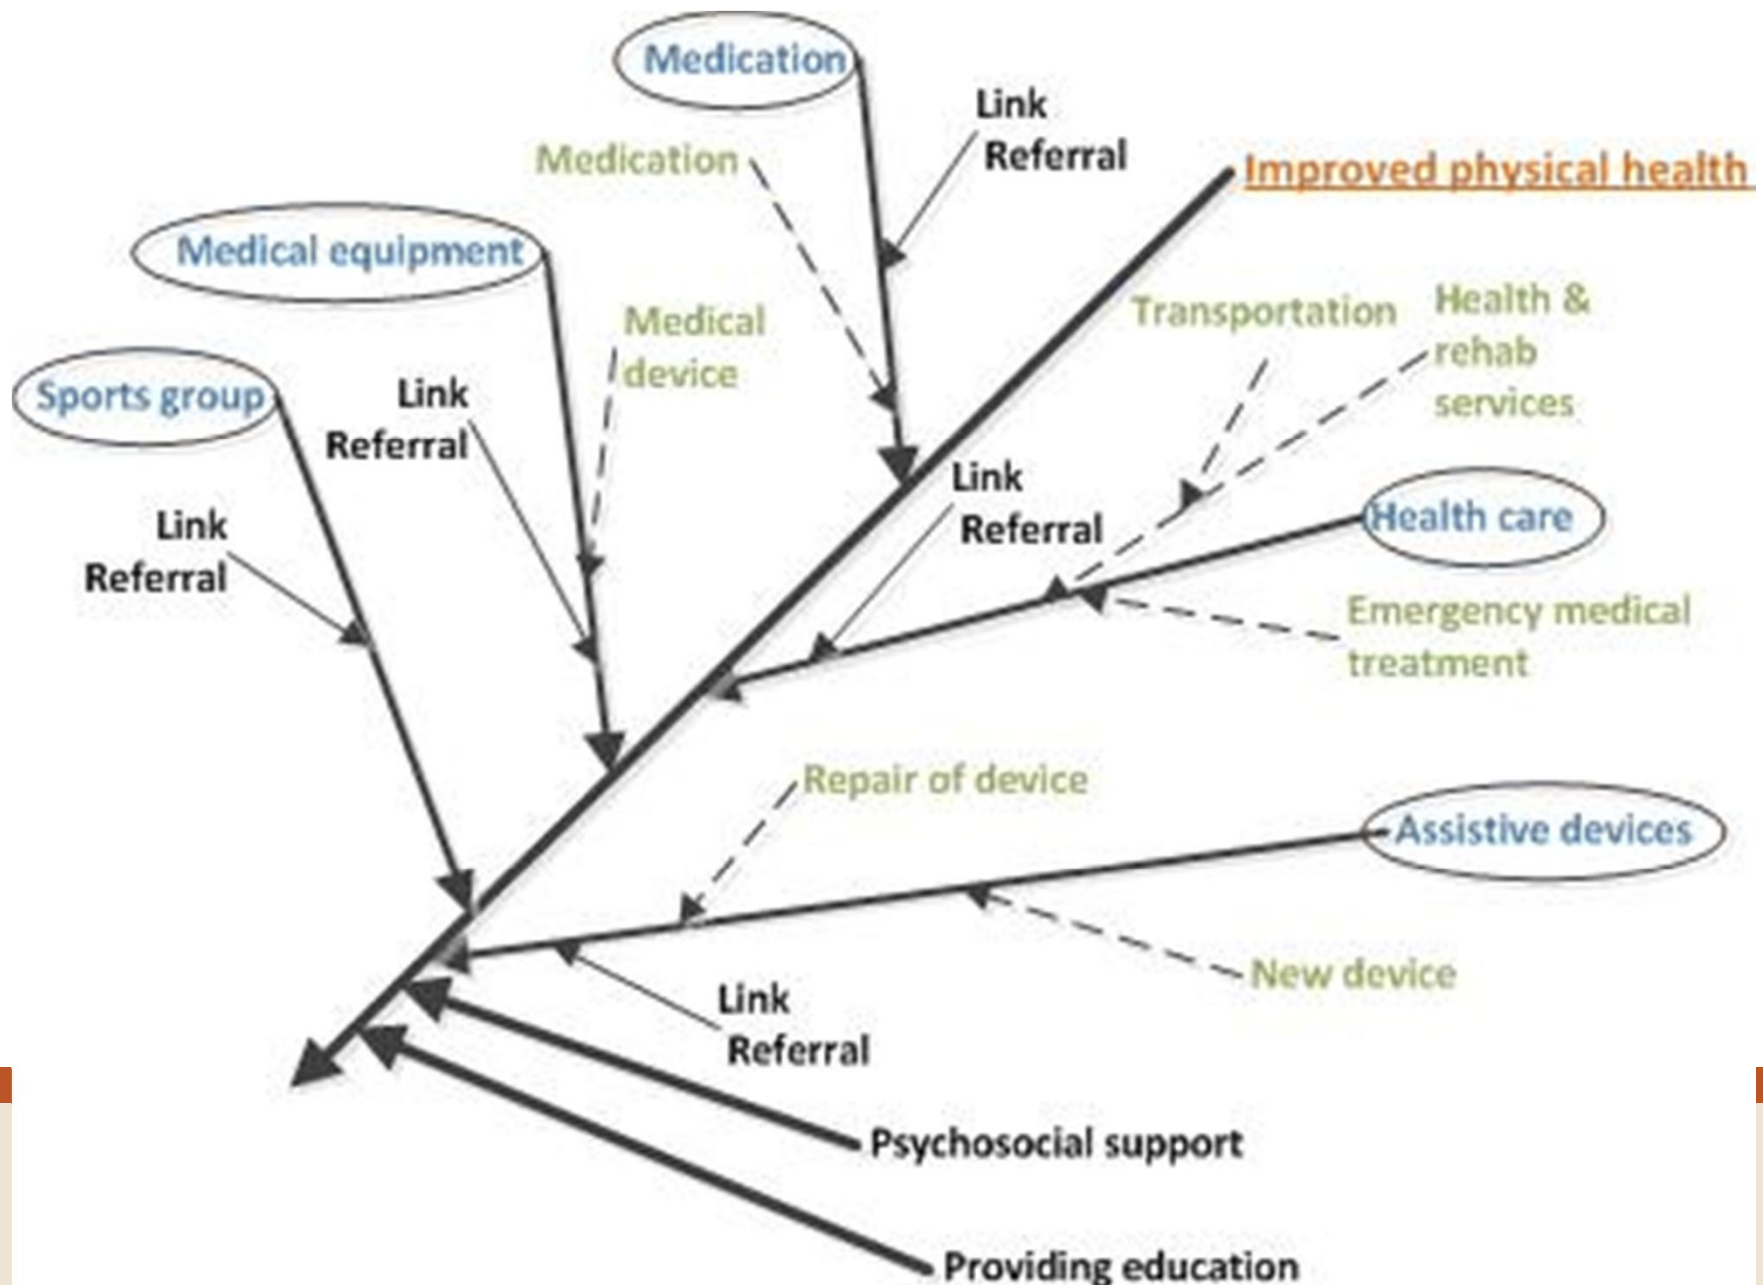 Medication
Link
Referral
Medication
Improved physical health
Medical equipment
Medical
device
Transportation
Health &
rehab
services
Sports group
Link
Referral
Link
Referral
Health care
Link
Referral
Emergency medical
treatment
Repair of device
Assistive devices
New device
Link
Referral
Psychosocial support
Providing education